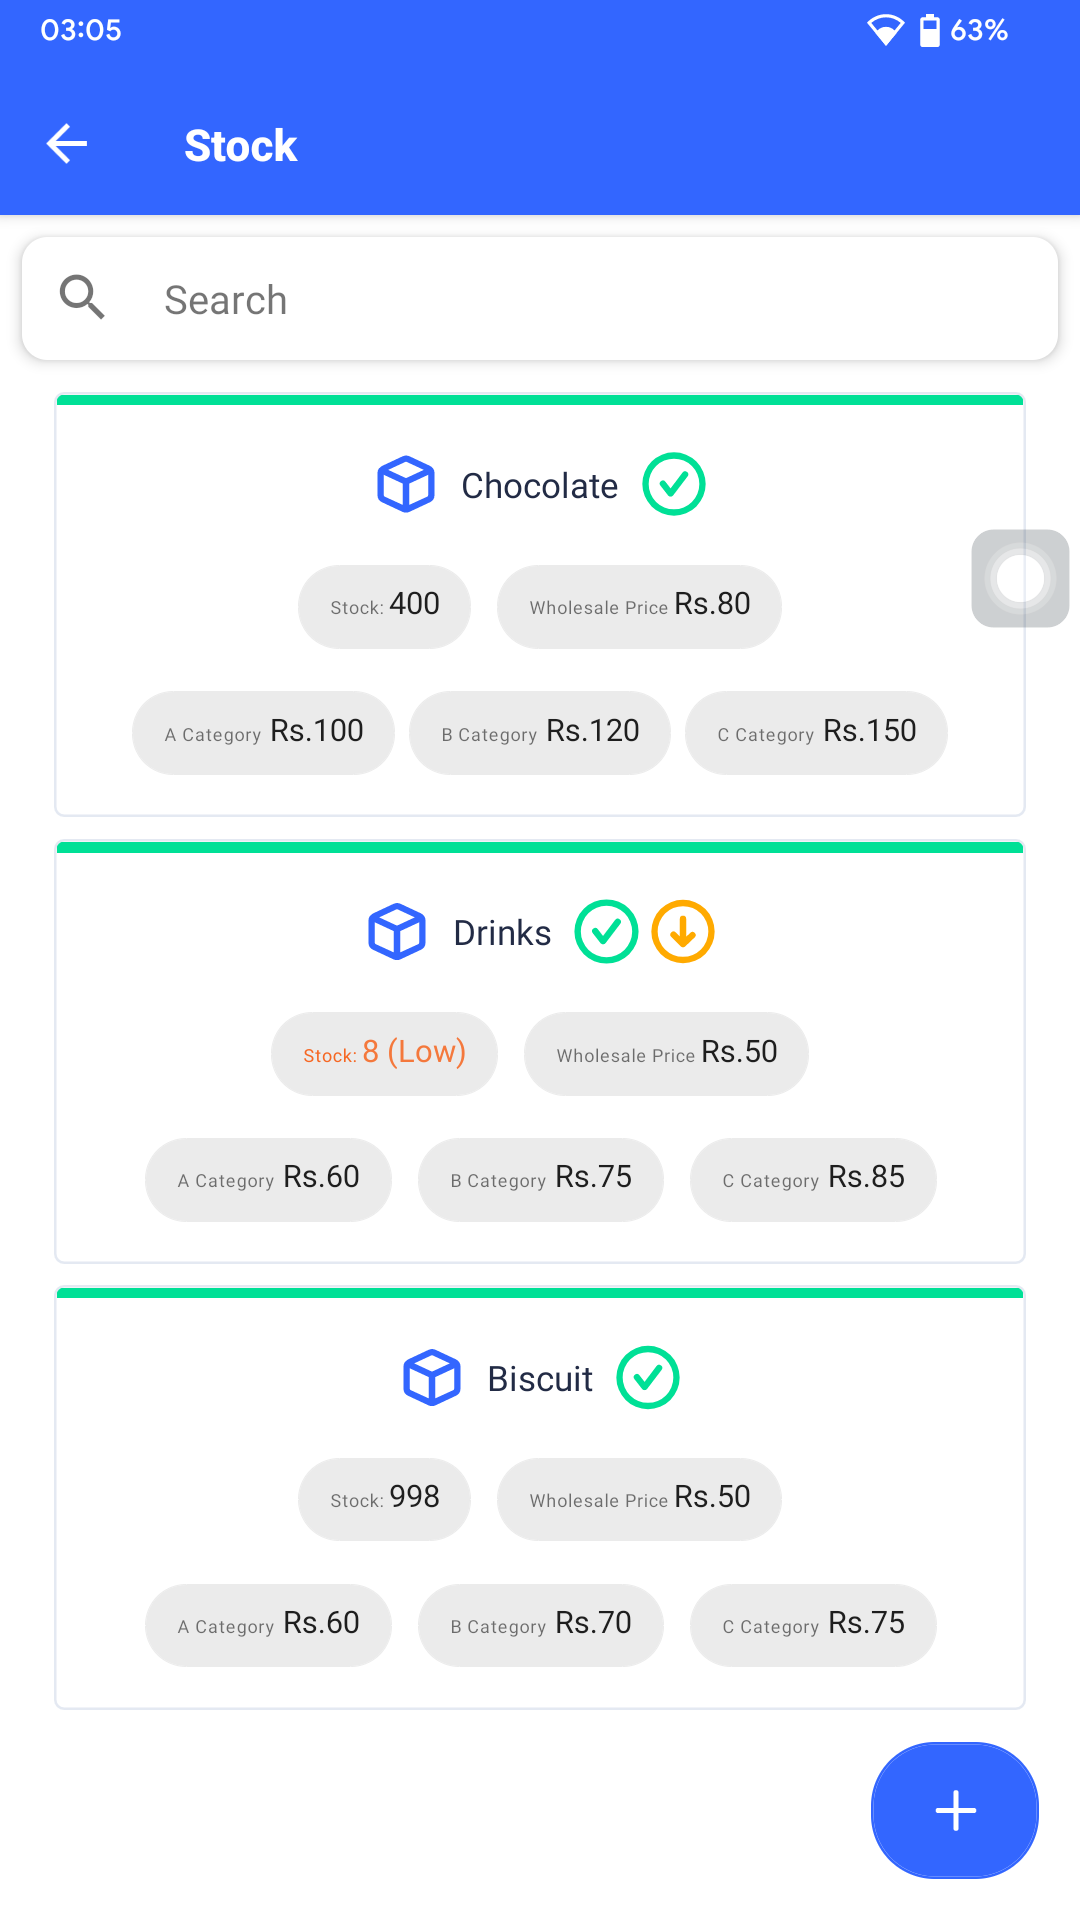 03:05 63%
Stock
Search
Chocolate
Stock: 400 Wholesale Price Rs.80
A Category Rs.100 B Category Rs.120 C Category Rs.150
Drinks
Stock: 8 (Low) Wholesale Price Rs.50
A Category Rs.60 B Category Rs.75 C Category Rs.85
Biscuit
Stock: 998 Wholesale Price Rs.50
A Category Rs.60 B Category Rs.70 C Category Rs.75